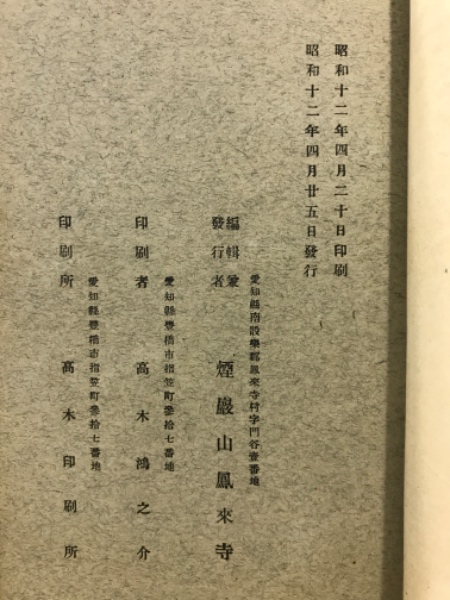 昭和十二年四月二十日印刷
昭和十二年四月廿五日發行
愛知縣南設樂郡鳳來寺村字門谷壹番地
編輯兼發行者 煙巖山鳳來寺
愛知縣豐橋市指笠町參拾七番地
印刷者 高木鴻之介
愛知縣豐橋市指笠町參拾七番地
印刷所 高木印刷所